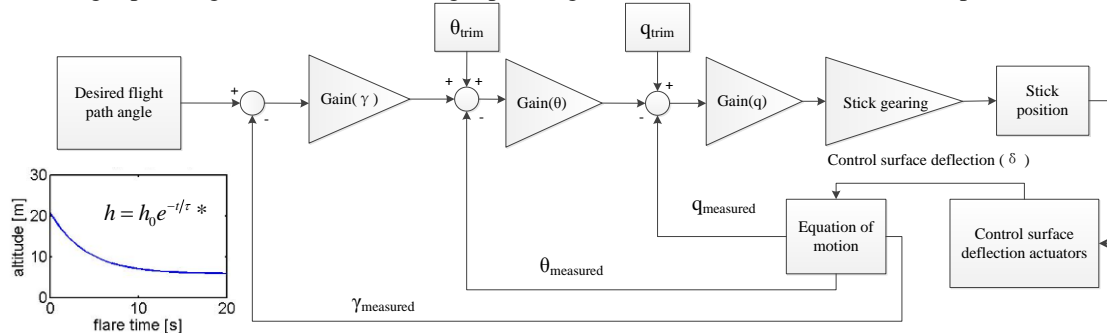 θtrim
qtrim
Desired flight
path angle
+
-
Gain( γ )
+ +
-
Gain(θ)
+
-
-
Gain(q)
Stick gearing
Stick
position
Control surface deflection ( δ )
qmeasured
Equation of
motion
Control surface
deflection actuators
θmeasured
γmeasured
30
20
10
0
altitude [m]
h = h₀e^{-t/τ} *
0 10 20
flare time [s]